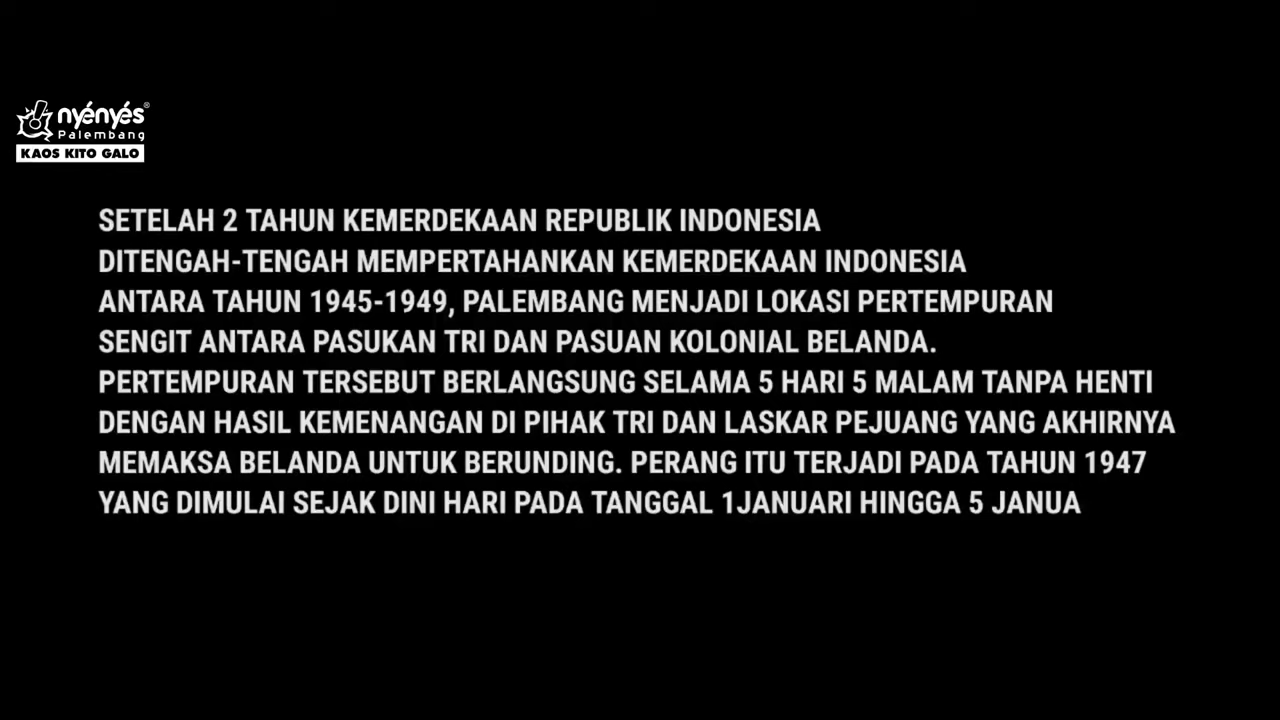 nyényés®
Palembang
KAOS KITO GALO
SETELAH 2 TAHUN KEMERDEKAAN REPUBLIK INDONESIA
DITENGAH-TENGAH MEMPERTAHANKAN KEMERDEKAAN INDONESIA
ANTARA TAHUN 1945-1949, PALEMBANG MENJADI LOKASI PERTEMPURAN
SENGIT ANTARA PASUKAN TRI DAN PASUAN KOLONIAL BELANDA.
PERTEMPURAN TERSEBUT BERLANGSUNG SELAMA 5 HARI 5 MALAM TANPA HENTI
DENGAN HASIL KEMENANGAN DI PIHAK TRI DAN LASKAR PEJUANG YANG AKHIRNYA
MEMAKSA BELANDA UNTUK BERUNDING. PERANG ITU TERJADI PADA TAHUN 1947
YANG DIMULAI SEJAK DINI HARI PADA TANGGAL 1JANUARI HINGGA 5 JANUA